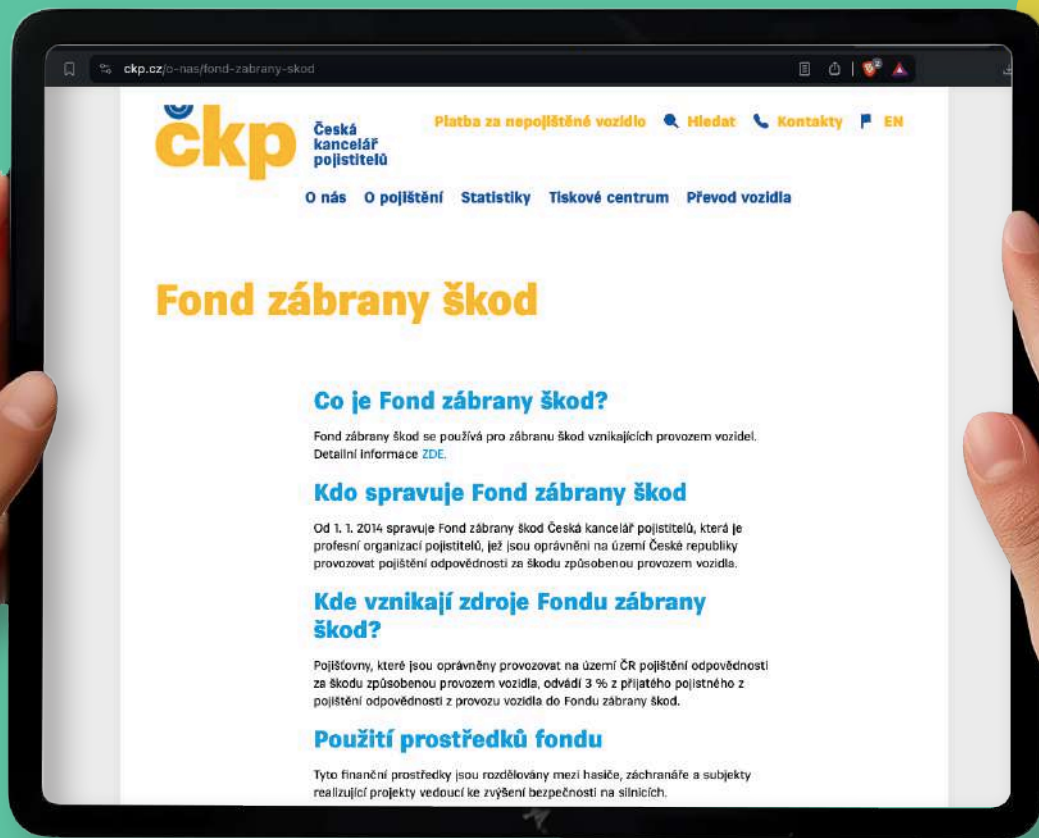 ckp.cz/o-nas/fond-zabrany-skod
2
čkp
Česká
kancelář
pojistitelů
Platba za nepojištěné vozidlo Hledat Kontakty EN
O nás O pojištění Statistiky Tiskové centrum Převod vozidla
Fond zábrany škod
Co je Fond zábrany škod?
Fond zábrany škod se používá pro zábranu škod vznikajících provozem vozidel.
Detailní informace ZDE.
Kdo spravuje Fond zábrany škod
Od 1. 1. 2014 spravuje Fond zábrany škod Česká kancelář pojistitelů, která je
profesní organizací pojistitelů, jež jsou oprávněni na území České republiky
provozovat pojištění odpovědnosti za škodu způsobenou provozem vozidla.
Kde vznikají zdroje Fondu zábrany
škod?
Pojišťovny, které jsou oprávněny provozovat na území ČR pojištění odpovědnosti
za škodu způsobenou provozem vozidla, odvádí 3 % z přijatého pojistného z
pojištění odpovědnosti z provozu vozidla do Fondu zábrany škod.
Použití prostředků fondu
Tyto finanční prostředky jsou rozdělovány mezi hasiče, záchranáře a subjekty
realizující projekty vedoucí ke zvýšení bezpečnosti na silnicích.